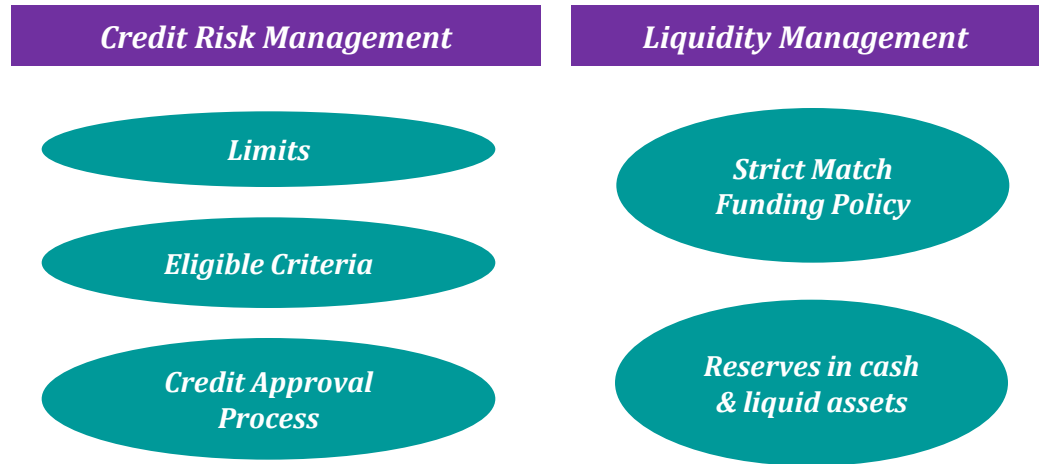 Credit Risk Management
Limits
Eligible Criteria
Credit Approval
Process
Liquidity Management
Strict Match
Funding Policy
Reserves in cash
& liquid assets